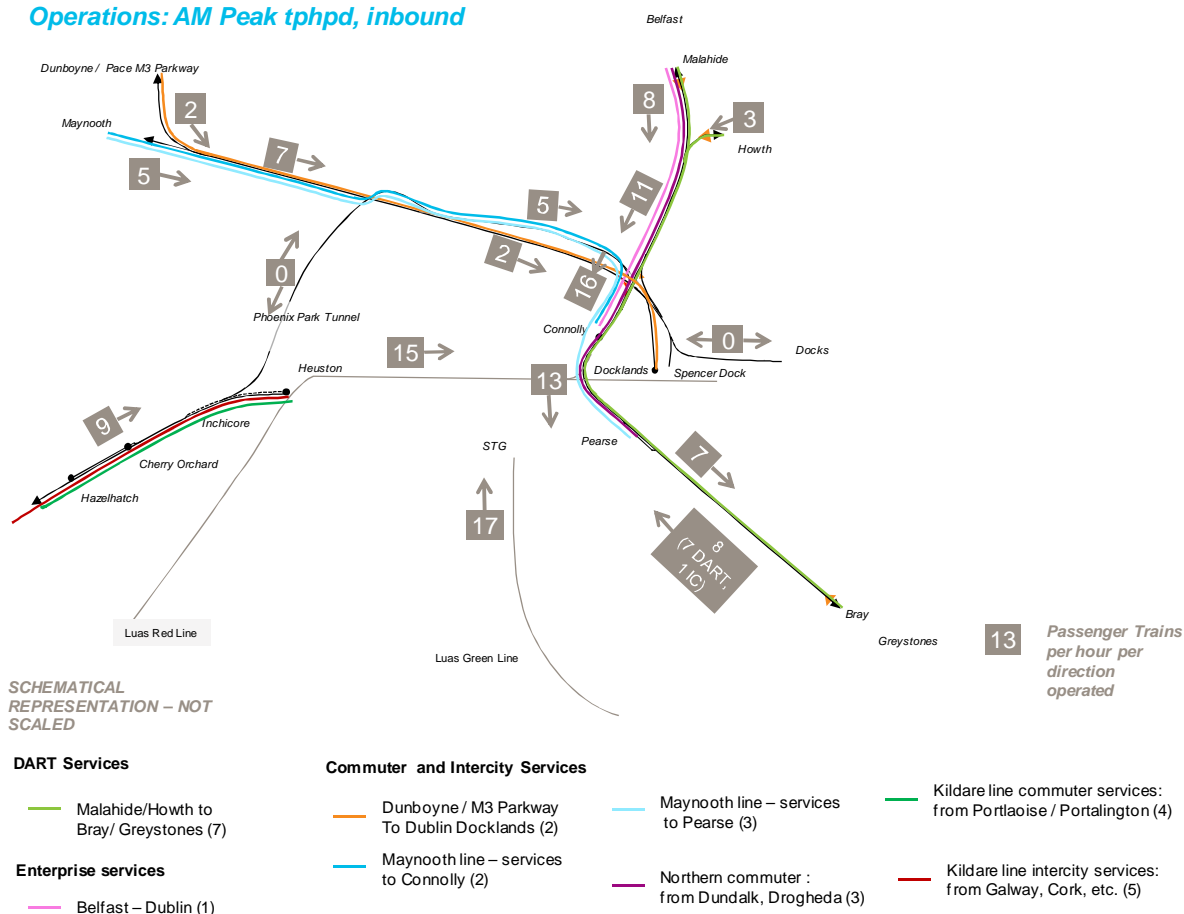 Operations: AM Peak tphpd, inbound
Belfast
Dunboyne / Pace M3 Parkway
Malahide
2
8
3
Maynooth
7
Howth
5
11
5
2
0
16
Phoenix Park Tunnel
Connolly
0
Docks
15
Heuston
13
Docklands
Spencer Dock
9
Inchicore
Pearse
STG
7
Cherry Orchard
Hazelhatch
17
8
(7 DART,
1 IC)
Bray
Luas Red Line
Greystones
13
Passenger Trains
per hour per
direction
operated
Luas Green Line
SCHEMATICAL
REPRESENTATION – NOT
SCALED
DART Services
Malahide/Howth to
Bray/ Greystones (7)
Enterprise services
Belfast – Dublin (1)
Commuter and Intercity Services
Dunboyne / M3 Parkway
To Dublin Docklands (2)
Maynooth line – services
to Connolly (2)
Maynooth line – services
to Pearse (3)
Northern commuter :
from Dundalk, Drogheda (3)
Kildare line commuter services:
from Portlaoise / Portalington (4)
Kildare line intercity services:
from Galway, Cork, etc. (5)